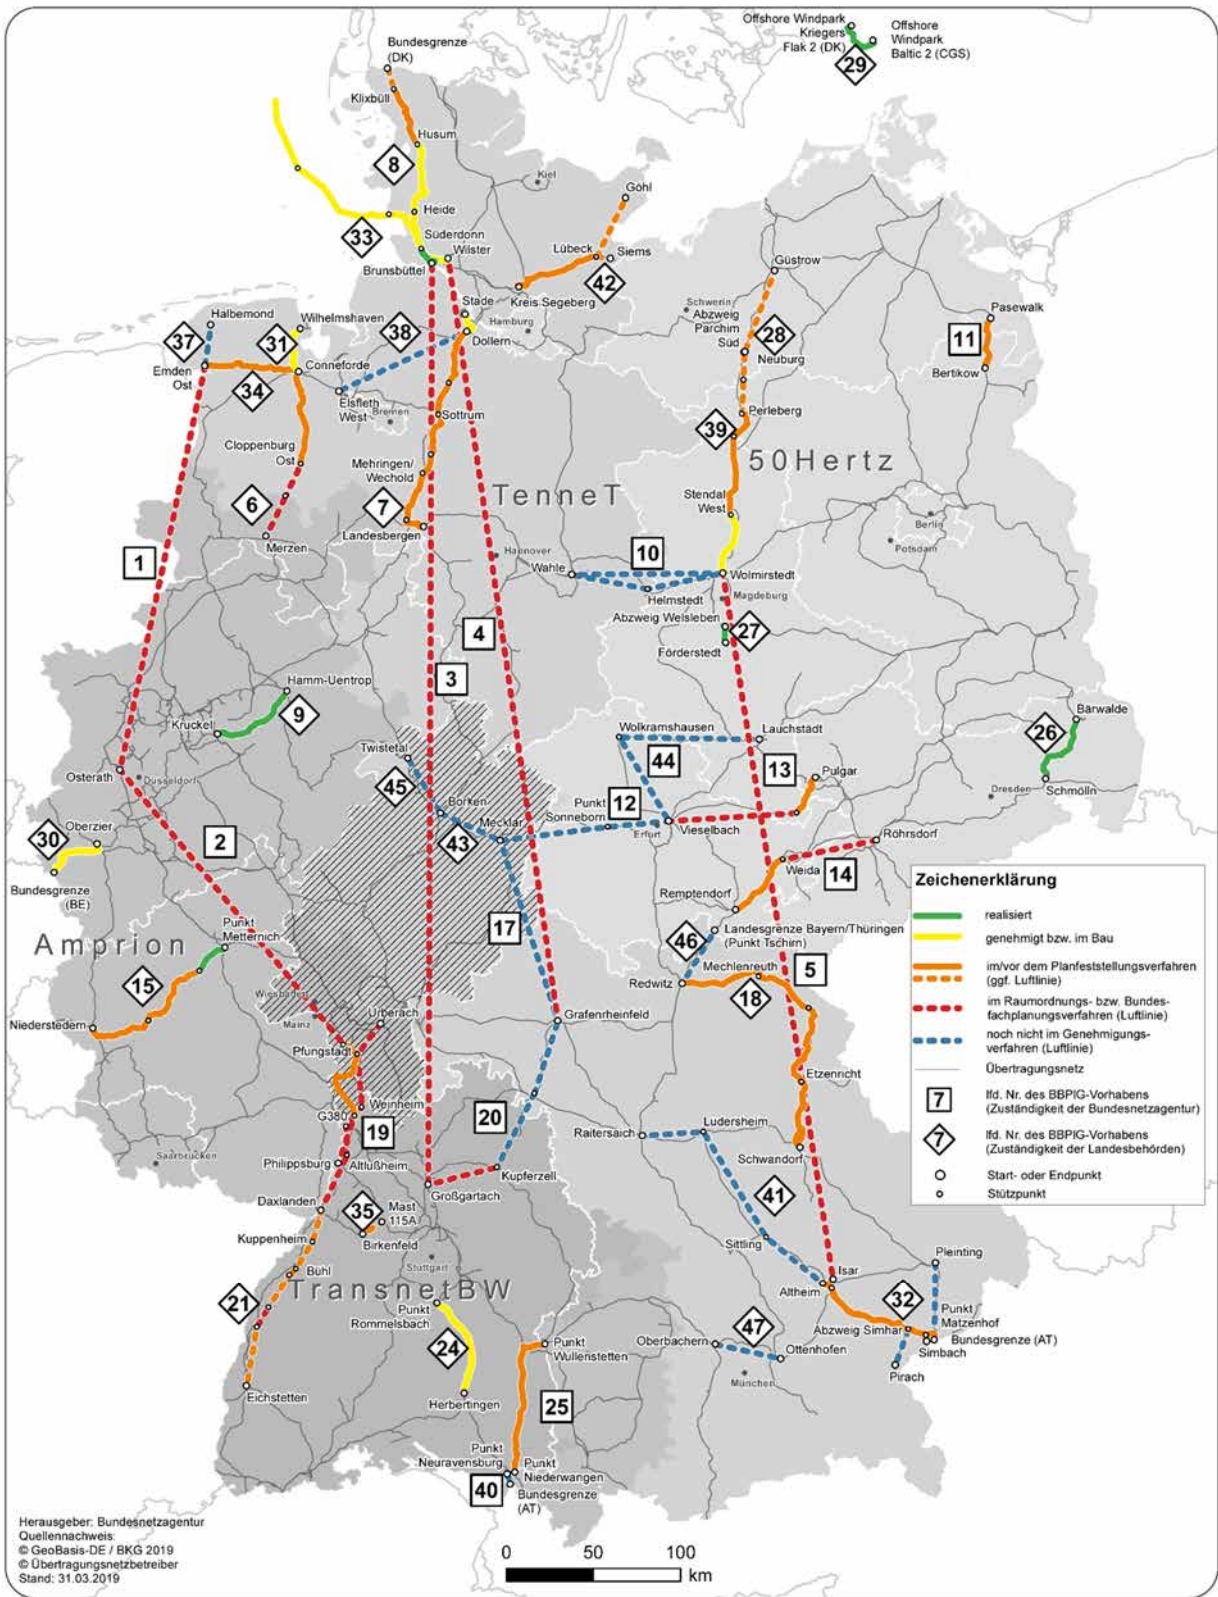 Offshore Windpark
Kriegers
Flak 2 (DK)
Offshore
Windpark
Baltic 2 (CGS)
29
Bundesgrenze
(DK)
Klixbüll
Husum
8
Kiel
Göhl
Heide
33
Süderdonn
Wilster
Lübeck
Siems
Brunsbüttel
42
Kreis Segeberg
Güstrow
Stade
Schwerin
Abzweig
Parchim
Süd
Pasewalk
Halbemond
Wilhelmshaven
37
31
38
Hamburg
Dollern
28
Neuburg
11
Emden
Ost
Conneforde
Bertikow
34
Elsfleth
West
Bremen
Sottrum
Perleberg
39
Cloppenburg
Ost
50Hertz
Mehringen/
Wechold
TenneT
6
7
Stendal
West
Landesbergen
Berlin
Merzen
Potsdam
1
Hannover
10
Wahle
Wolmirstedt
Helmstedt
Magdeburg
Abzweig Welsleben
4
27
Förderstedt
3
Hamm-Uentrop
9
Kruckel
Wolkramshausen
Lauchstädt
Bärwalde
26
Twistetal
44
13
Osterath
Düsseldorf
Pulgar
45
Schmölln
Dresden
Borken
Punkt
Sonneborn
12
Mecklar
Erfurt
Vieselbach
30
Oberzier
2
43
Röhrsdorf
Weida
14
Bundesgrenze
(BE)
Remptendorf
Punkt
Metternich
17
Landesgrenze Bayern/Thüringen
(Punkt Tschirn)
46
Amprion
Mechlenreuth
5
15
Redwitz
18
Wiesbaden
Urberach
Mainz
Grafenrheinfeld
Niederstedem
Pfungstadt
Etzenricht
Weinheim
G380
20
19
Ludersheim
Raitersaich
Saarbrücken
Philippsburg
Altlußheim
Schwandorf
Kupferzell
Großgartach
41
Daxlanden
35
Mast
115A
Kuppenheim
Birkenfeld
Sittling
Pleinting
Stuttgart
Bühl
TransnetBW
Isar
21
Altheim
32
Punkt
Rommelsbach
Punkt
Matzenhof
Abzweig Simhar
Bundesgrenze (AT)
47
Oberbachern
24
Punkt
Wullenstetten
Ottenhofen
Simbach
Pirach
München
Eichstetten
Herbertingen
25
Punkt
Neuravensburg
Punkt
Niederwangen
40
Bundesgrenze
(AT)
Zeichenerklärung
realisiert
genehmigt bzw. im Bau
im/vor dem Planfeststellungsverfahren
(ggf. Luftlinie)
im Raumordnungs- bzw. Bundes-
fachplanungsverfahren (Luftlinie)
noch nicht im Genehmigungs-
verfahren (Luftlinie)
Übertragungsnetz
7
lfd. Nr. des BBPlG-Vorhabens
(Zuständigkeit der Bundesnetzagentur)
7
lfd. Nr. des BBPlG-Vorhabens
(Zuständigkeit der Landesbehörden)
Start- oder Endpunkt
Stützpunkt
Herausgeber: Bundesnetzagentur
Quellennachweis:
© GeoBasis-DE / BKG 2019
© Übertragungsnetzbetreiber
Stand: 31.03.2019
0 50 100
km